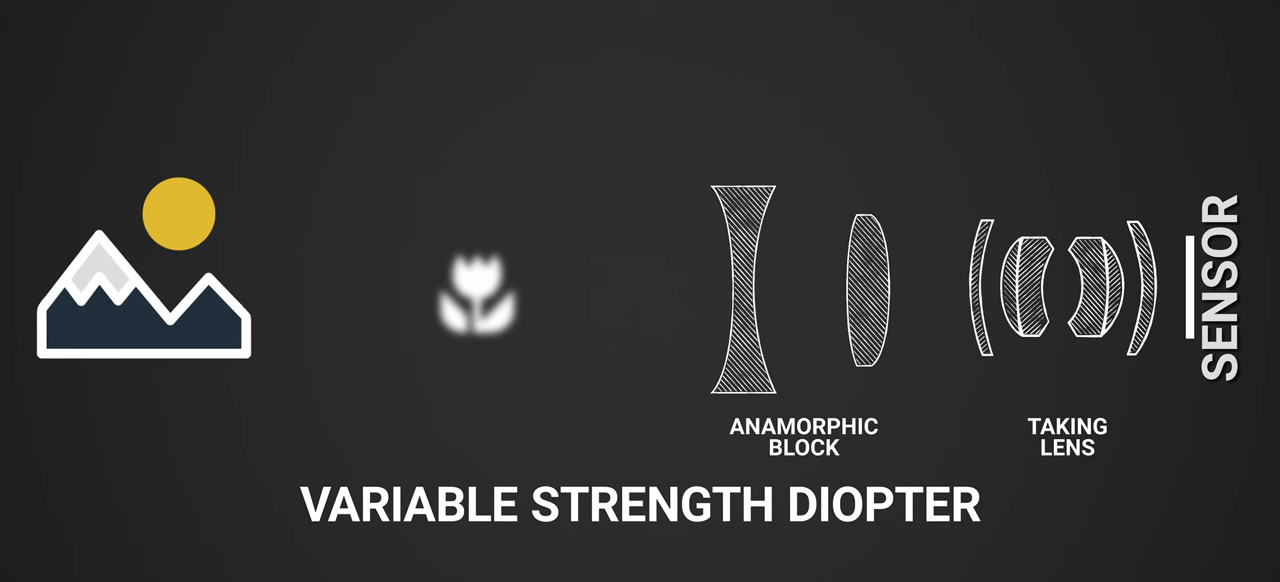 SENSOR
ANAMORPHIC
BLOCK
TAKING
LENS
VARIABLE STRENGTH DIOPTER